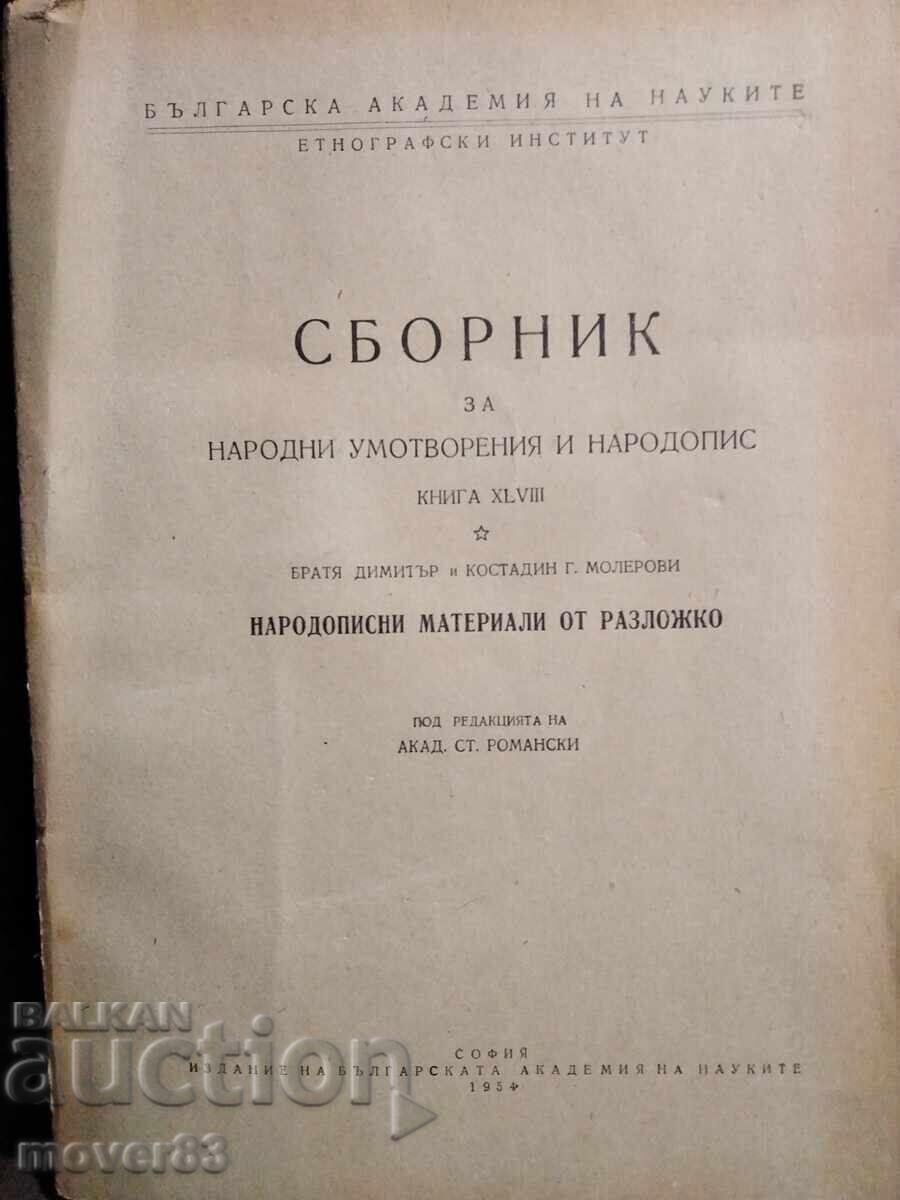 БЪЛГАРСКА АКАДЕМИЯ НА НАУКИТЕ
ЕТНОГРАФСКИ ИНСТИТУТ
СБОРНИК
ЗА
НАРОДНИ УМОТВОРЕНИЯ И НАРОДОПИС
КНИГА XLVIII
БРАТЯ ДИМИТЪР и КОСТАДИН Г. МОЛЕРОВИ
НАРОДОПИСНИ МАТЕРИАЛИ ОТ РАЗЛОЖКО
ПОД РЕДАКЦИЯТА НА
АКАД. СТ. РОМАНСКИ
СОФИЯ
ИЗДАНИЕ НА БЪЛГАРСКАТА АКАДЕМИЯ НА НАУКИТЕ
1954
BALKAN
auction
mover83